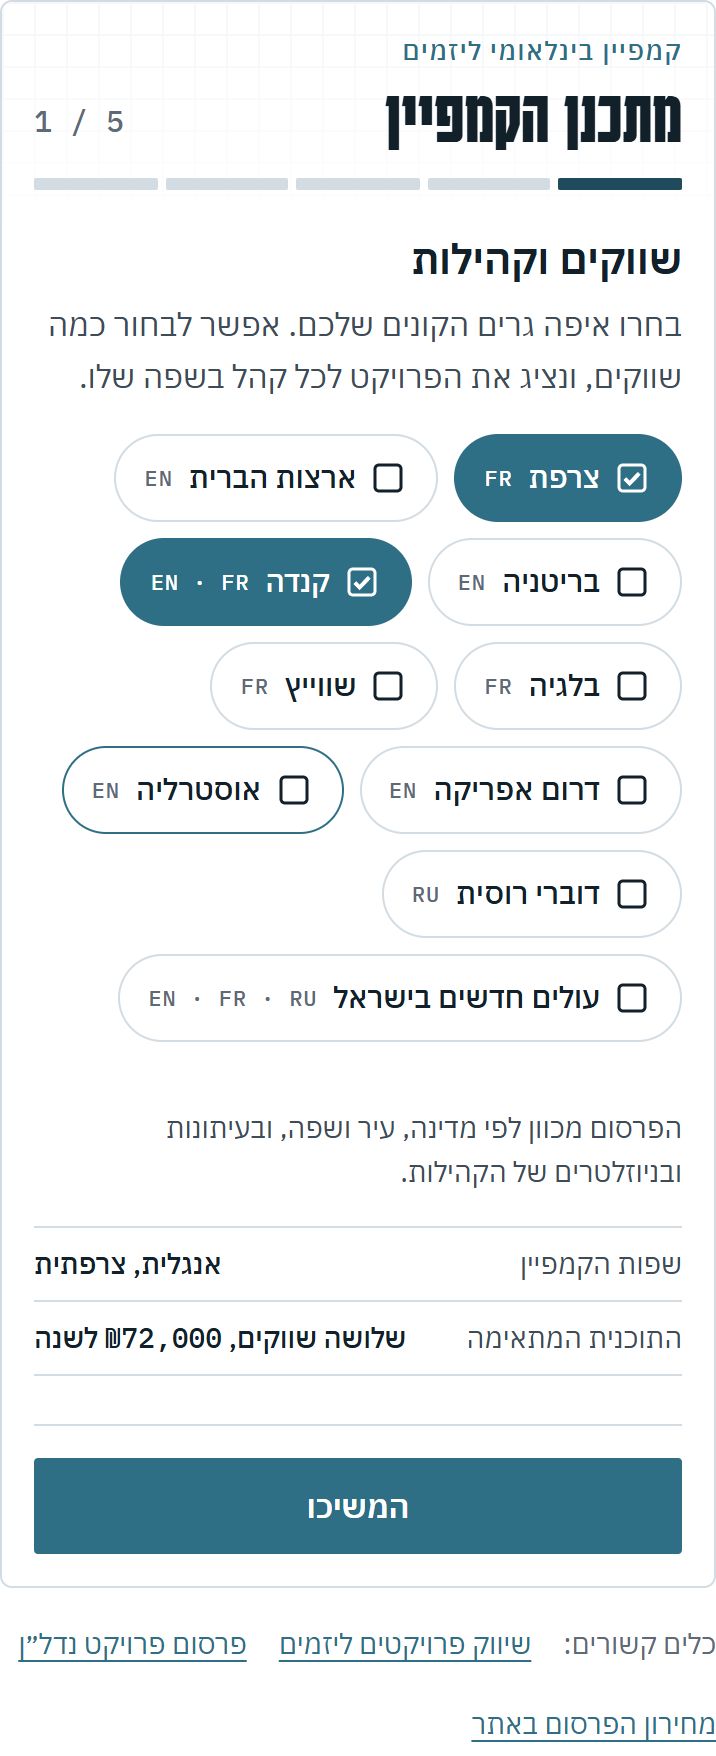 קמפיין בינלאומי ליזמים
מתכנן הקמפיין
1 / 5
שווקים וקהילות
בחרו איפה גרים הקונים שלכם. אפשר לבחור כמה
שווקים, ונציג את הפרויקט לכל קהל בשפה שלו.
צרפת FR
ארצות הברית EN
בריטניה EN
קנדה EN · FR
בלגיה FR
שווייץ FR
דרום אפריקה EN
אוסטרליה EN
דוברי רוסית RU
עולים חדשים בישראל EN · FR · RU
הפרסום מכוון לפי מדינה, עיר ושפה, ובעיתונות
ובניוזלטרים של הקהילות.
שפות הקמפיין אנגלית, צרפתית
התוכנית המתאימה שלושה שווקים, ₪72,000 לשנה
המשיכו
כלים קשורים: שיווק פרויקטים ליזמים פרסום פרויקט נדל״ן
מחירון הפרסום באתר